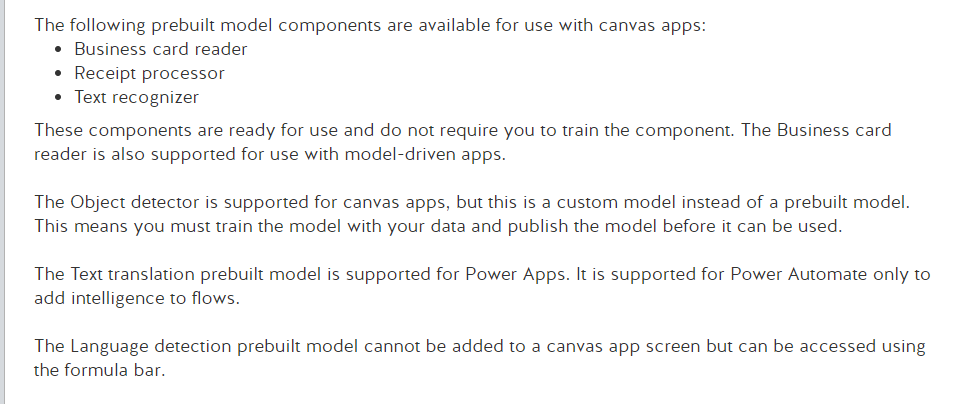 The following prebuilt model components are available for use with canvas apps:
• Business card reader
• Receipt processor
• Text recognizer
These components are ready for use and do not require you to train the component. The Business card
reader is also supported for use with model-driven apps.
The Object detector is supported for canvas apps, but this is a custom model instead of a prebuilt model.
This means you must train the model with your data and publish the model before it can be used.
The Text translation prebuilt model is supported for Power Apps. It is supported for Power Automate only to
add intelligence to flows.
The Language detection prebuilt model cannot be added to a canvas app screen but can be accessed using
the formula bar.